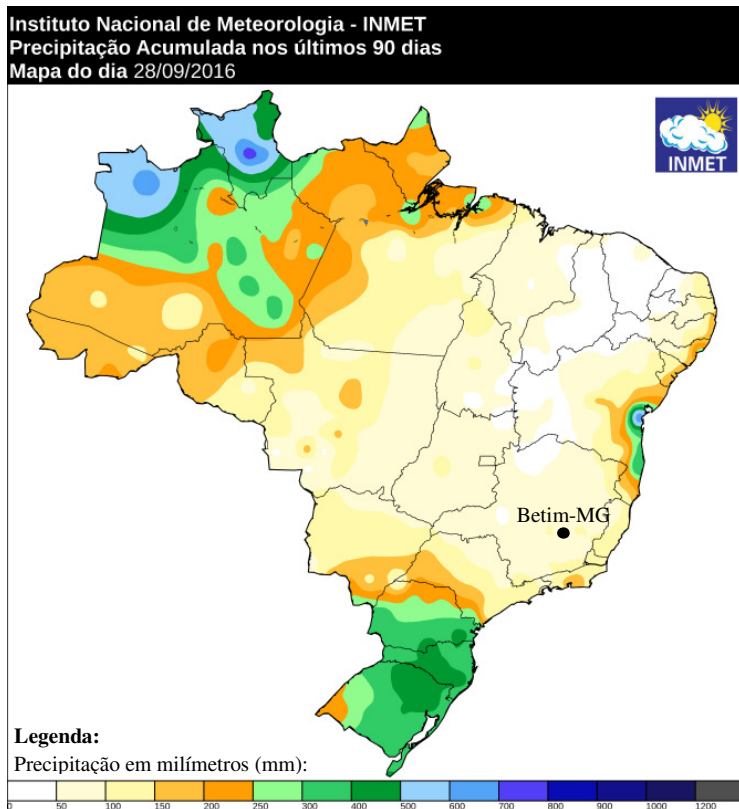 Instituto Nacional de Meteorologia - INMET
Precipitação Acumulada nos últimos 90 dias
Mapa do dia 28/09/2016
INMET
Betim-MG
Legenda:
Precipitação em milímetros (mm):
0 50 100 150 200 250 300 400 500 600 700 800 900 1000 1200